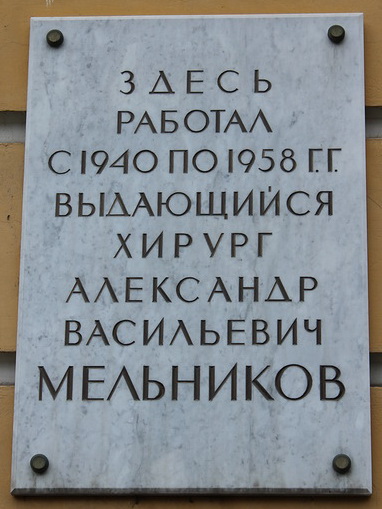 ЗДЕСЬ
РАБОТАЛ
С 1940 ПО 1958 Г.Г.
ВЫДАЮЩИЙСЯ
ХИРУРГ
АЛЕКСАНДР
ВАСИЛЬЕВИЧ
МЕЛЬНИКОВ